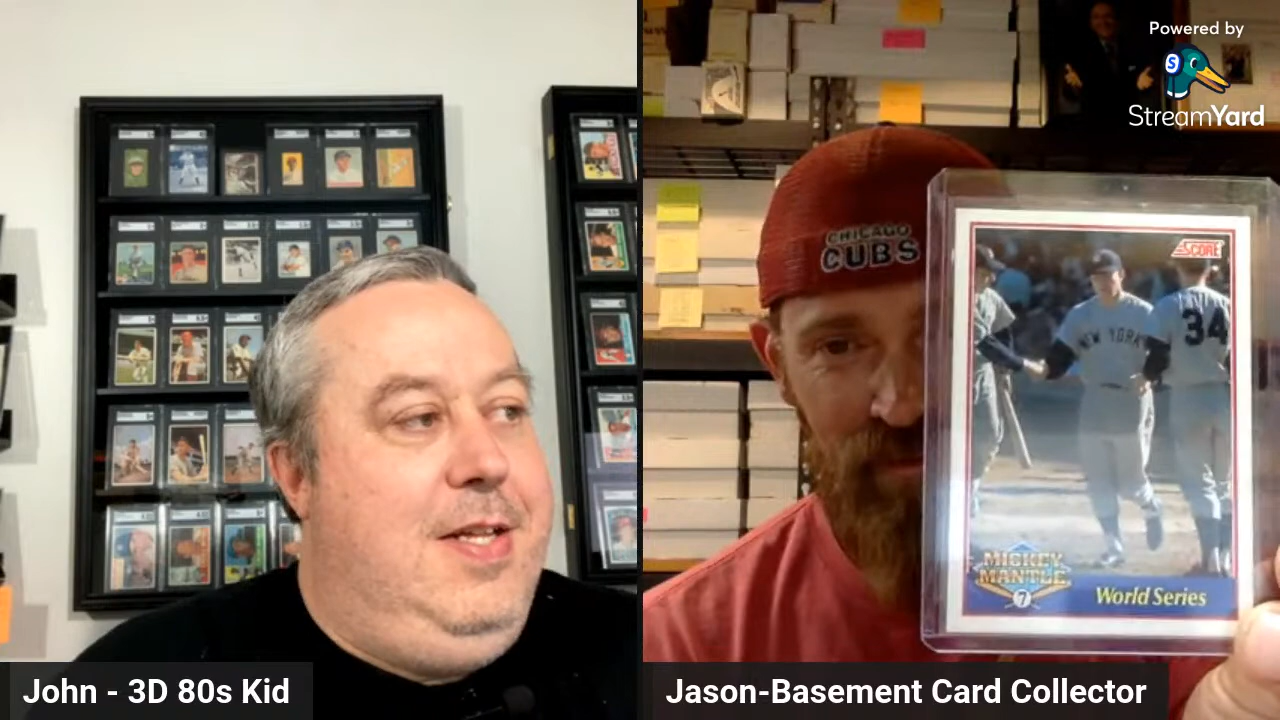 Powered by
S
StreamYard
CHICAGO
CUBS
SCORE
NEW YORK
34
MICKEY
MANTLE
7
World Series
John - 3D 80s Kid
Jason-Basement Card Collector